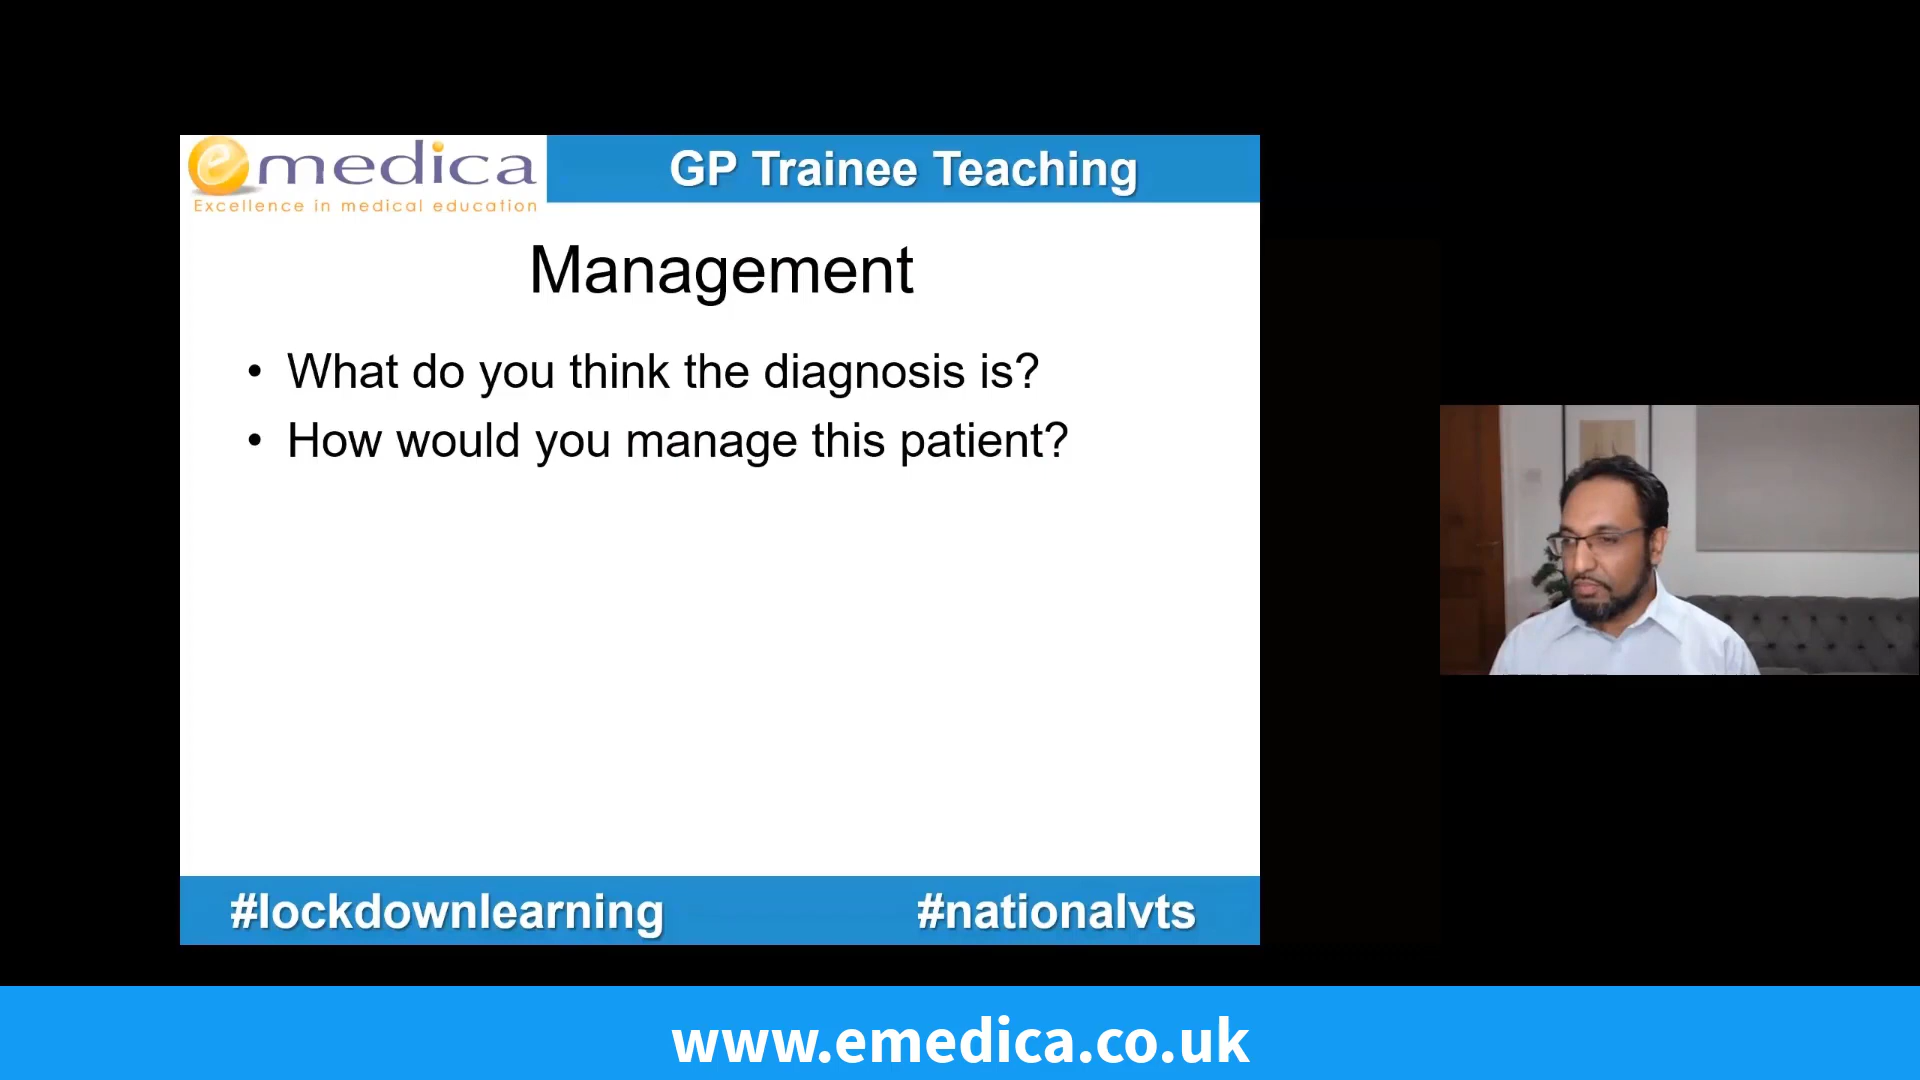 emedica
Excellence in medical education
GP Trainee Teaching
Management
• What do you think the diagnosis is?
• How would you manage this patient?
#lockdownlearning
#nationalvts
www.emedica.co.uk